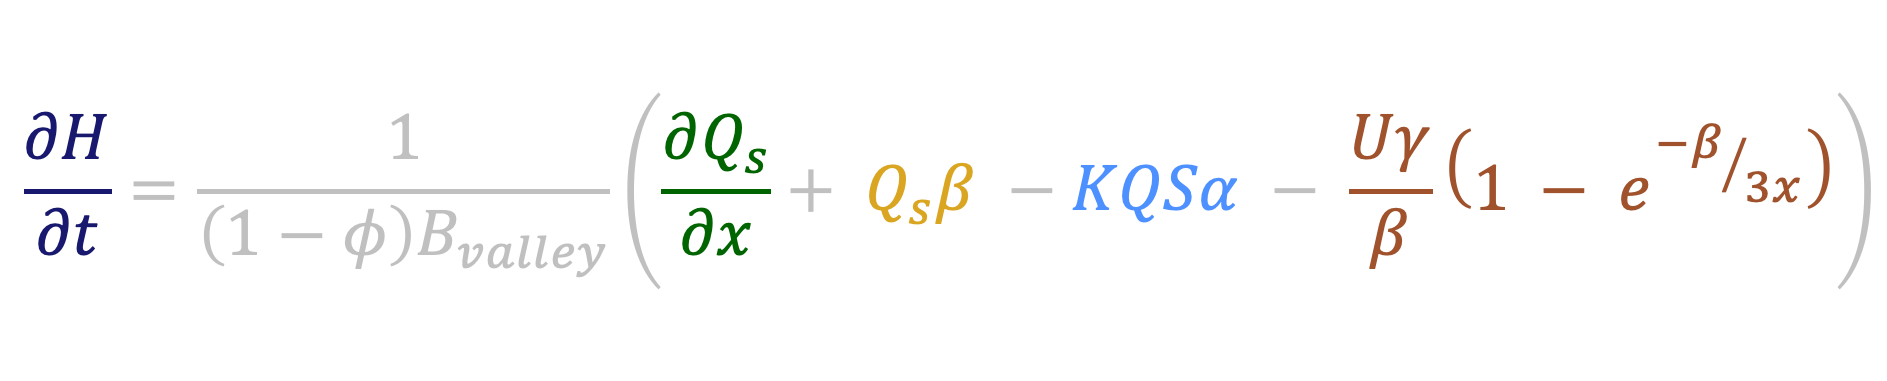 ∂H/∂t = 1/((1 − ϕ)B_valley) (∂Q_s/∂x + Q_sβ − KQSα − Uγ/β (1 − e^(−β/3x)))